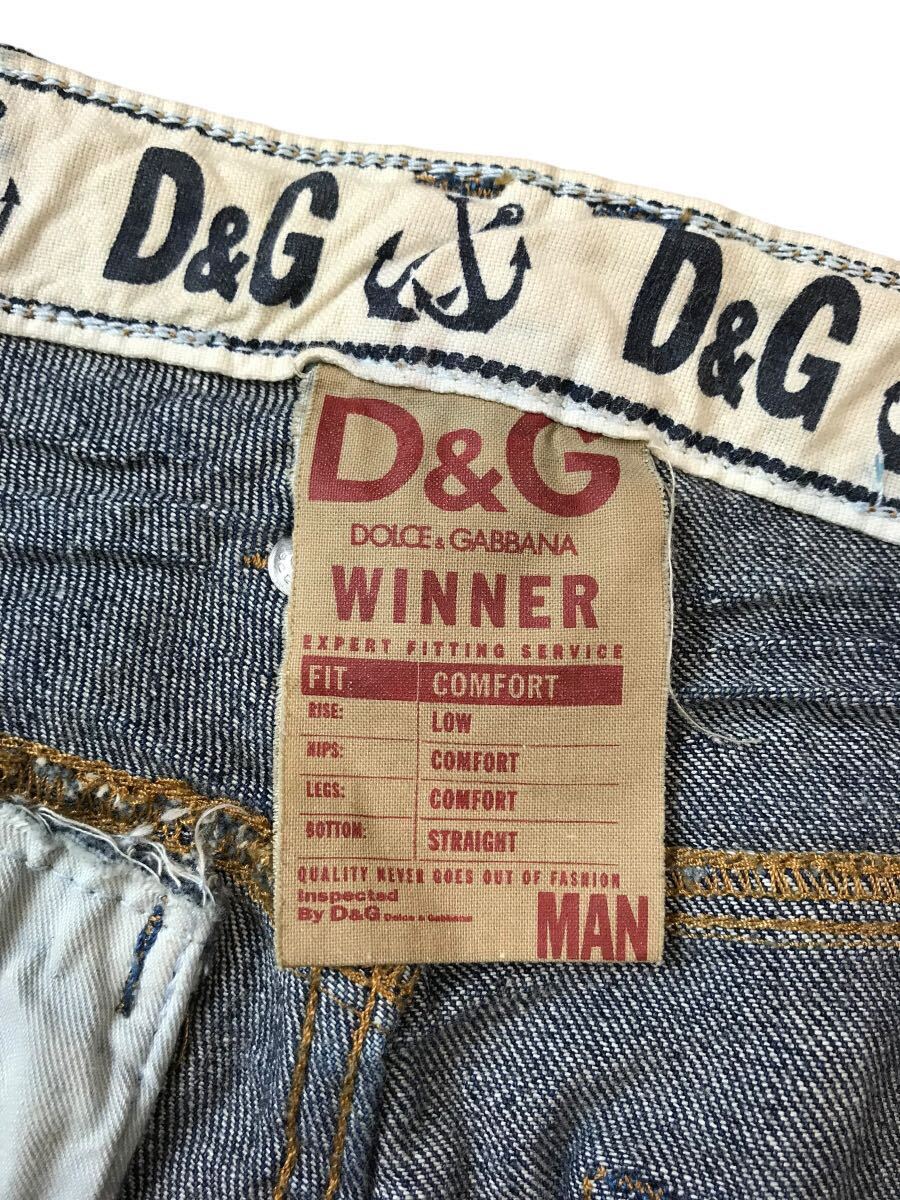 D&G D&G
D&G
DOLCE & GABBANA
WINNER
EXPERT FITTING SERVICE
FIT COMFORT
RISE: LOW
HIPS: COMFORT
LEGS: COMFORT
BOTTOM: STRAIGHT
QUALITY NEVER GOES OUT OF FASHION
Inspected
By D&G Dolce & Gabbana
MAN